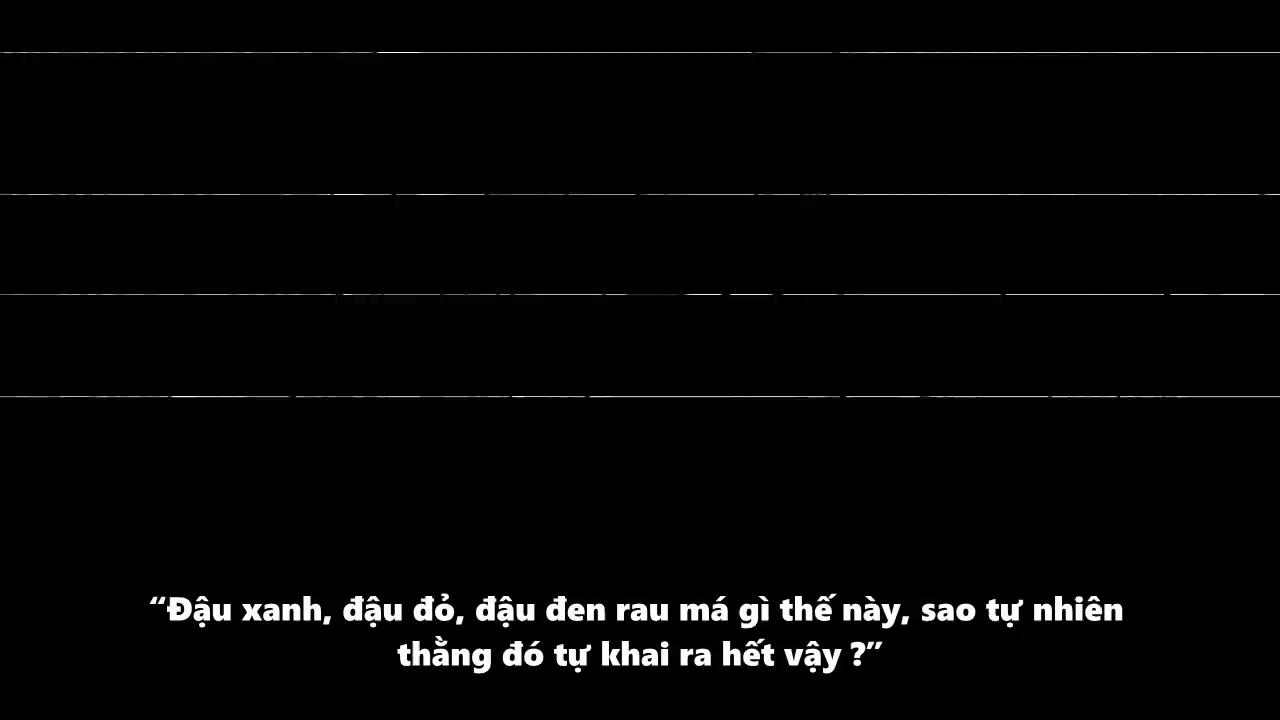 “Đậu xanh, đậu đỏ, đậu đen rau má gì thế này, sao tự nhiên
thằng đó tự khai ra hết vậy ?”